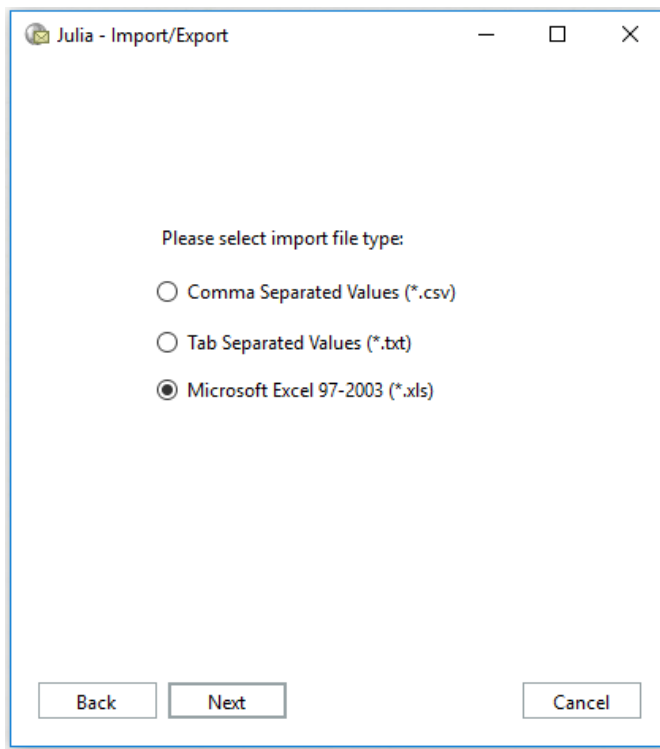 Julia - Import/Export
Please select import file type:
Comma Separated Values (*.csv)
Tab Separated Values (*.txt)
Microsoft Excel 97-2003 (*.xls)
Back Next Cancel